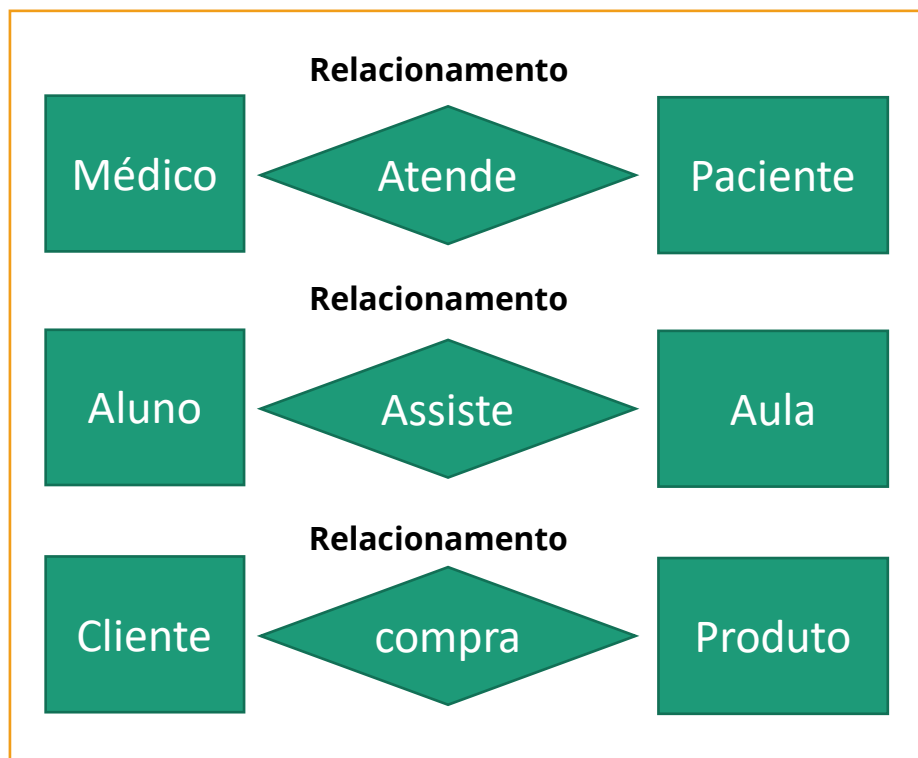 Relacionamento
Médico Atende Paciente
Relacionamento
Aluno Assiste Aula
Relacionamento
Cliente compra Produto